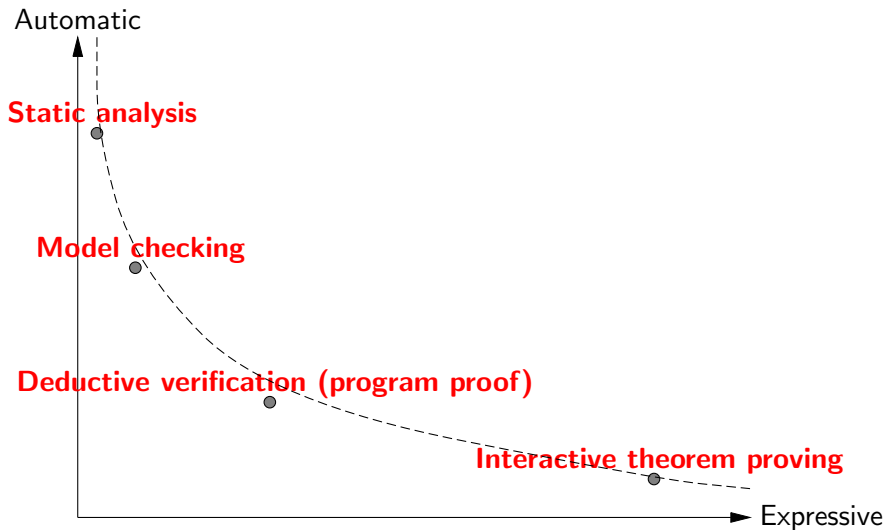 Automatic
Static analysis
Model checking
Deductive verification (program proof)
Interactive theorem proving
Expressive